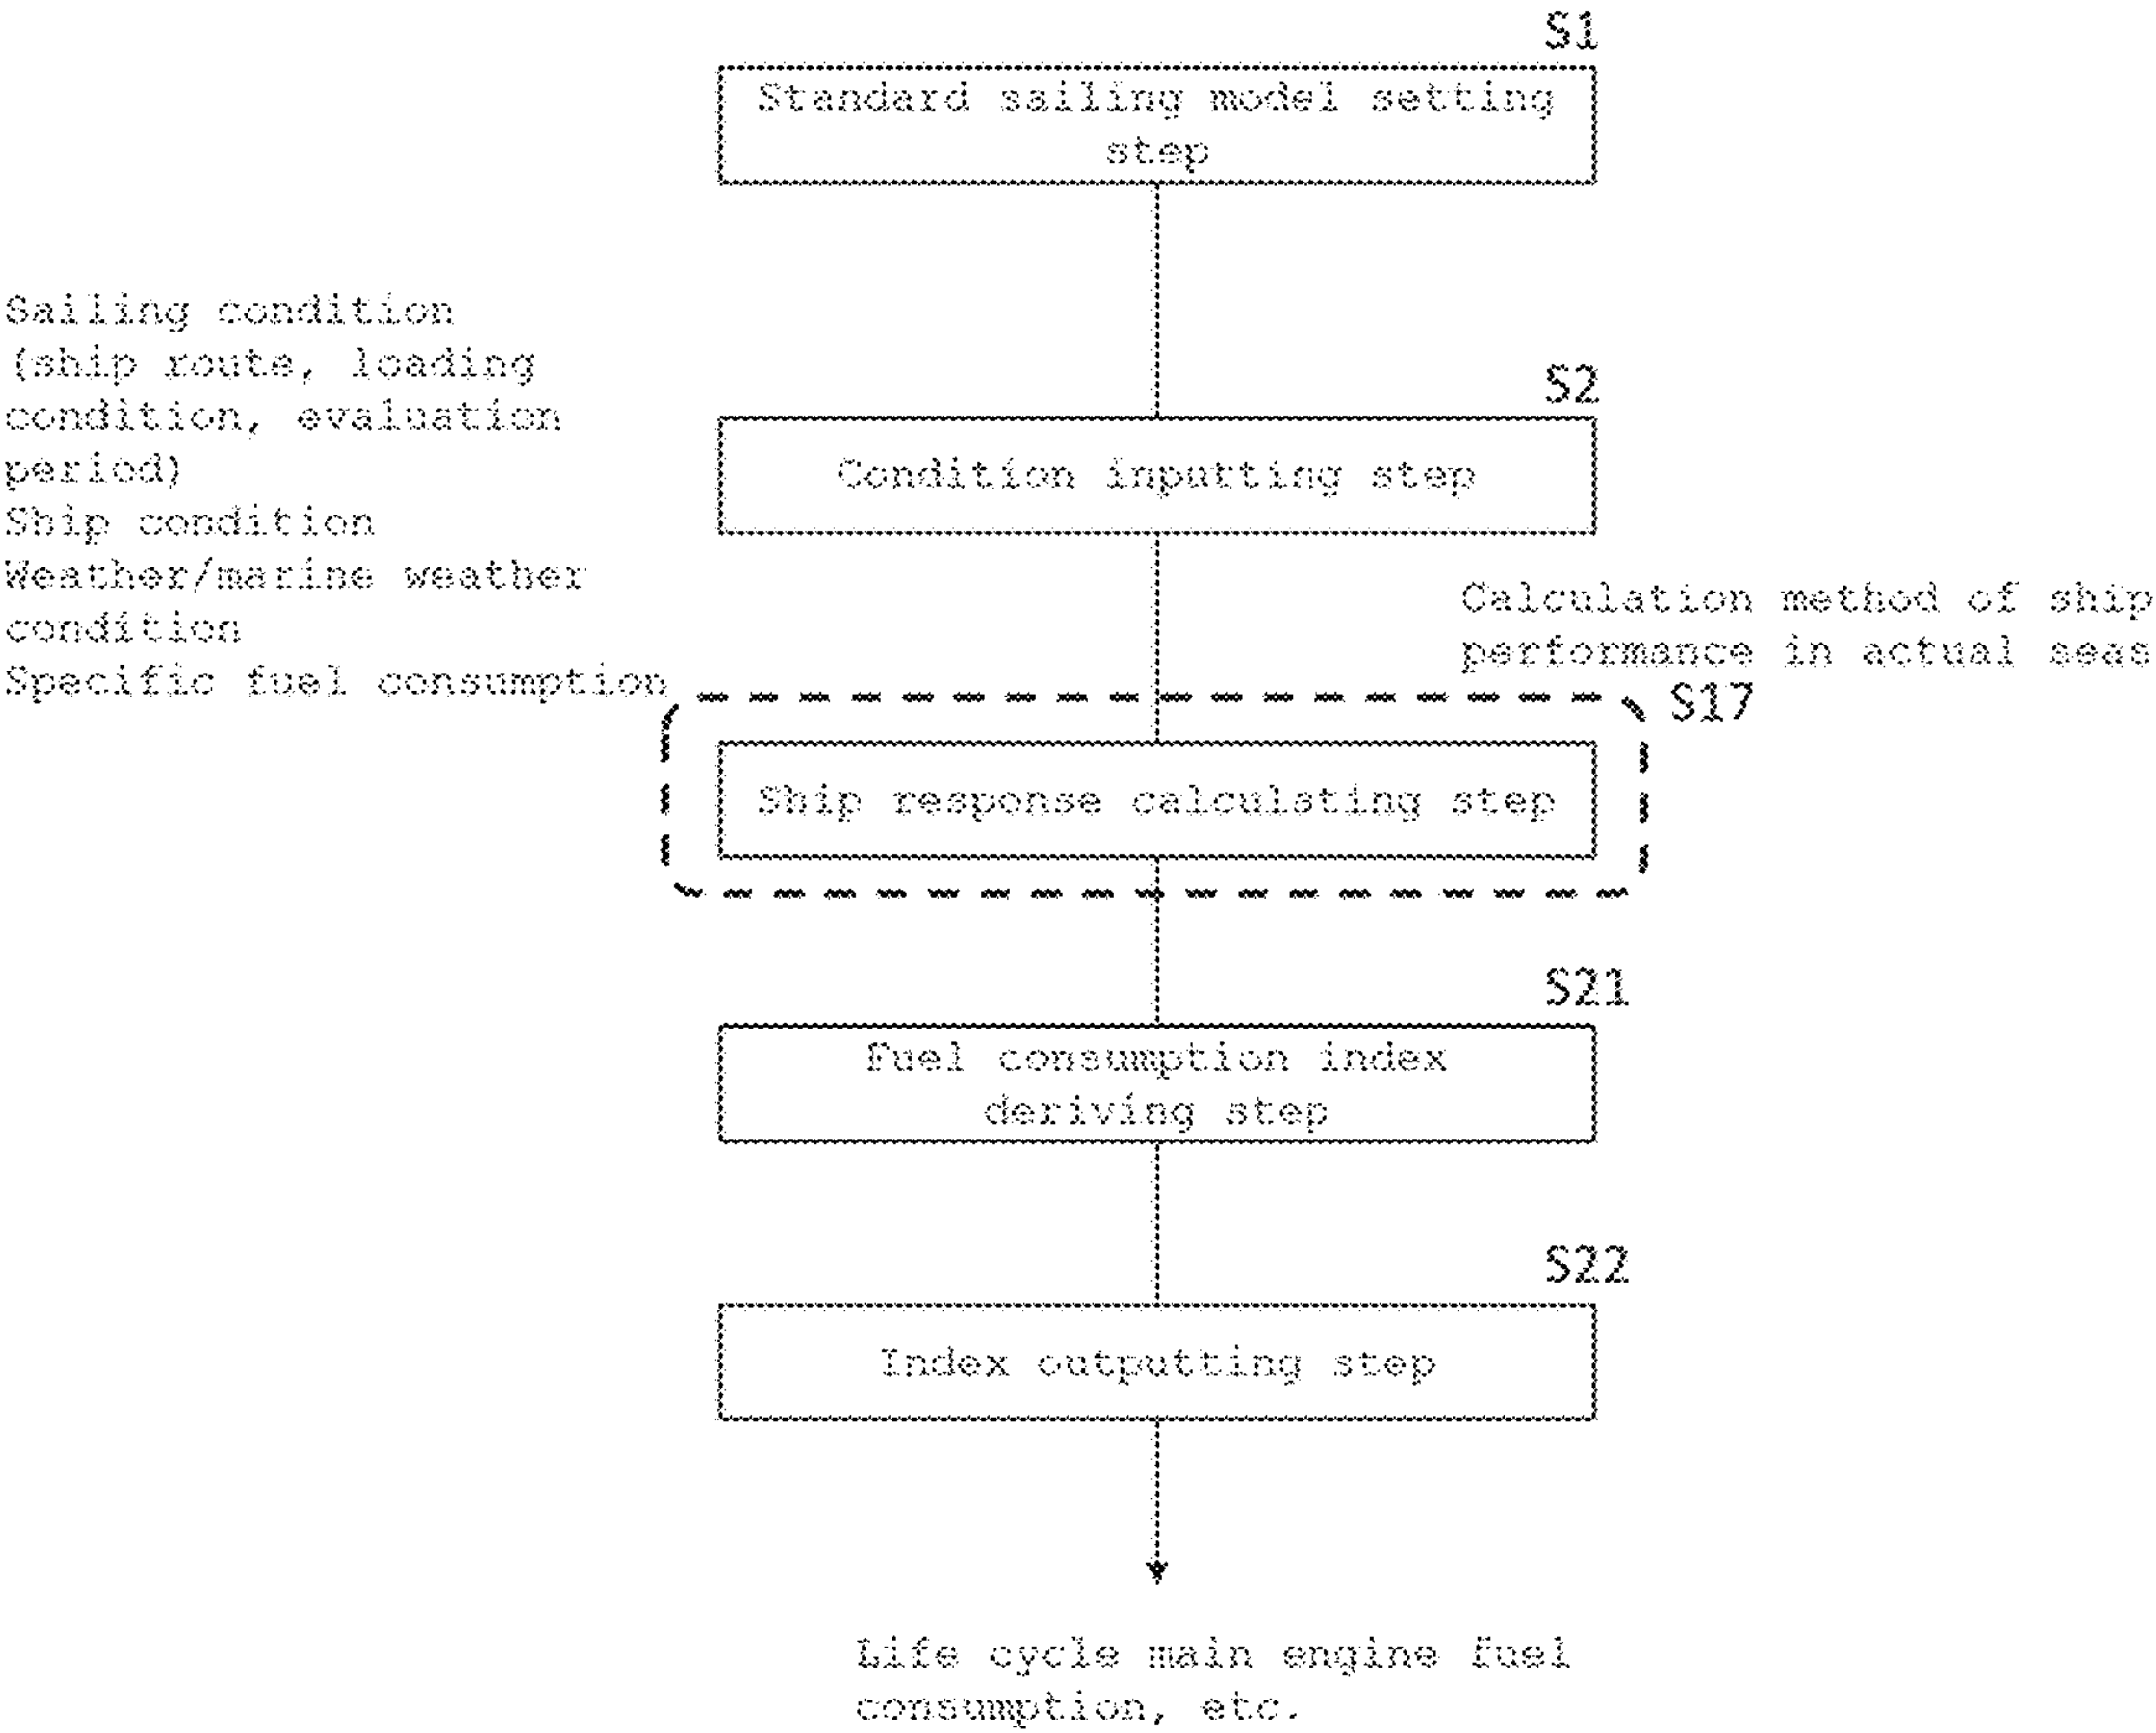 S1
Standard sailing model setting
step
Sailing condition
(ship route, loading
condition, evaluation
period)
Ship condition
Weather/marine weather
condition
Specific fuel consumption
S2
Condition inputting step
Calculation method of ship
performance in actual seas
S17
Ship response calculating step
S21
Fuel consumption index
deriving step
S22
Index outputting step
Life cycle main engine fuel
consumption, etc.